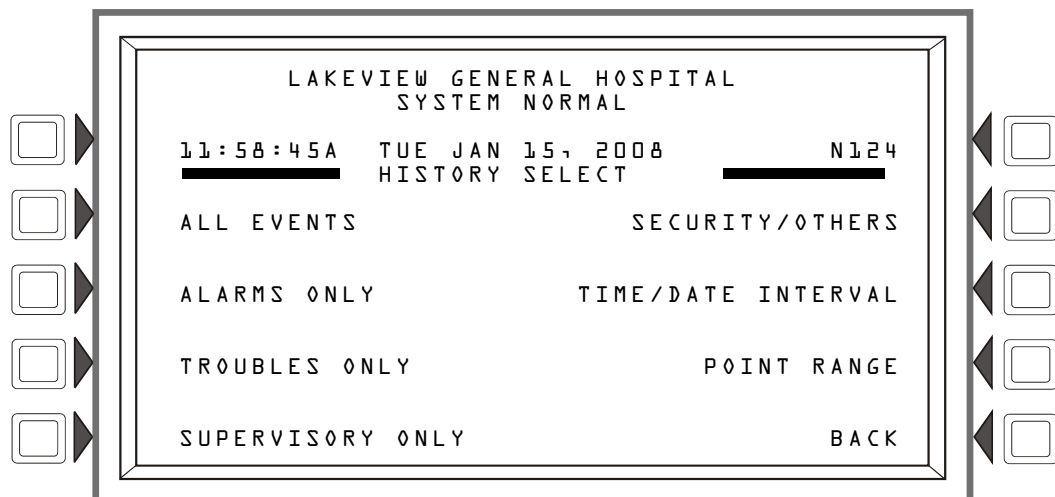 LAKEVIEW GENERAL HOSPITAL
SYSTEM NORMAL
11:58:45A TUE JAN 15, 2008 N124
HISTORY SELECT
ALL EVENTS SECURITY/OTHERS
ALARMS ONLY TIME/DATE INTERVAL
TROUBLES ONLY POINT RANGE
SUPERVISORY ONLY BACK